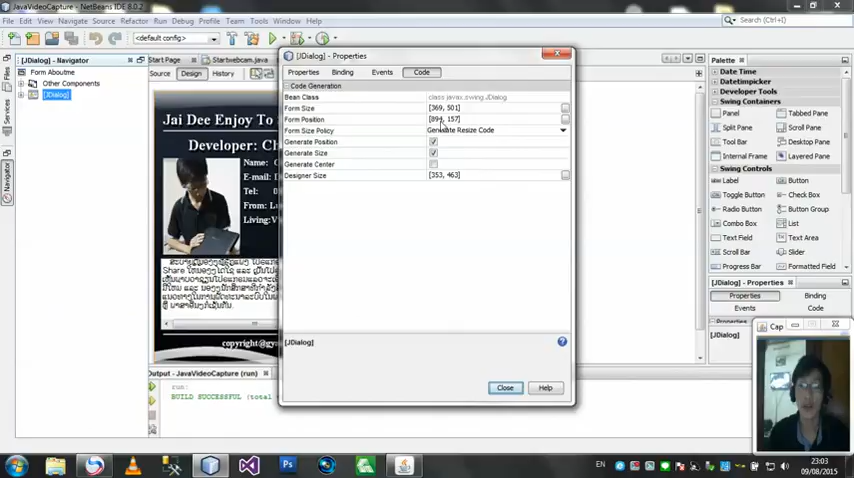 JavaVideoCapture - NetBeans IDE 8.0.2
File Edit View Navigate Source Refactor Run Debug Profile Team Tools Window Help
Search (Ctrl+I)
<default config>
[JDialog] - Navigator
Form Aboutme
Other Components
[JDialog]
Files
Services
Navigator
Start Page
Startwebcam.java
Source Design History
Jai Dee Enjoy To
Developer: Ch
Name:
E-mail:
Tel:
From:
Living:
copyright@gya
[JDialog] - Properties
Properties Binding Events Code
Code Generation
Bean Class class javax.swing.JDialog
Form Size [369, 501]
Form Position [894, 157]
Form Size Policy Generate Resize Code
Generate Position
Generate Size
Generate Center
Designer Size [353, 463]
[JDialog]
Close Help
Palette
Date Time
Date/Timepicker
Developer Tools
Swing Containers
Panel Tabbed Pane
Split Pane Scroll Pane
Tool Bar Desktop Pane
Internal Frame Layered Pane
Swing Controls
Label Button
Toggle Button Check Box
Radio Button Button Group
Combo Box List
Text Field Text Area
Scroll Bar Slider
Progress Bar Formatted Field
[JDialog] - Properties
Properties Binding
Events Code
Properties
[JDialog]
Cap
Output - JavaVideoCapture (run)
run:
BUILD SUCCESSFUL (total
EN
23:03
09/08/2015